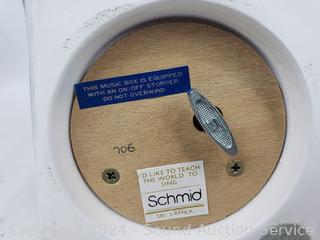 THIS MUSIC BOX IS EQUIPPED
WITH AN ON/OFF STOPPER
DO NOT OVERWIND
706
I'D LIKE TO TEACH
THE WORLD TO
SING
Schmid
SRI LANKA
Copyright 2024 - Sound Auction Service